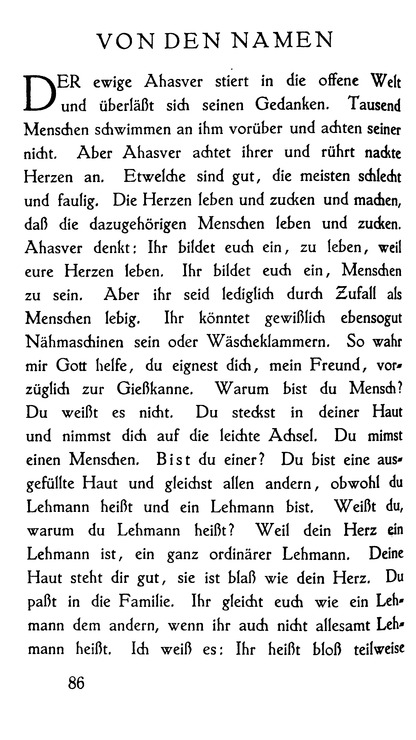 VON DEN NAMEN
DER ewige Ahasver stiert in die offene Welt
und überläßt sich seinen Gedanken. Tausend
Menschen schwimmen an ihm vorüber und achten seiner
nicht. Aber Ahasver achtet ihrer und rührt nackte
Herzen an. Etwelche sind gut, die meisten schlecht
und faulig. Die Herzen leben und zucken und machen,
daß die dazugehörigen Menschen leben und zucken.
Ahasver denkt: Ihr bildet euch ein, zu leben, weil
eure Herzen leben. Ihr bildet euch ein, Menschen
zu sein. Aber ihr seid lediglich durch Zufall als
Menschen lebig. Ihr könntet gewißlich ebensogut
Nähmaschinen sein oder Wäscheklammern. So wahr
mir Gott helfe, du eignest dich, mein Freund, vor-
züglich zur Gießkanne. Warum bist du Mensch?
Du weißt es nicht. Du steckst in deiner Haut
und nimmst dich auf die leichte Achsel. Du mimst
einen Menschen. Bist du einer? Du bist eine aus-
gefüllte Haut und gleichst allen andern, obwohl du
Lehmann heißt und ein Lehmann bist. Weißt du,
warum du Lehmann heißt? Weil dein Herz ein
Lehmann ist, ein ganz ordinärer Lehmann. Deine
Haut steht dir gut, sie ist blaß wie dein Herz. Du
paßt in die Familie. Ihr gleicht euch wie ein Leh-
mann dem andern, wenn ihr auch nicht allesamt Leh-
mann heißt. Ich weiß es: Ihr heißt bloß teilweise
86